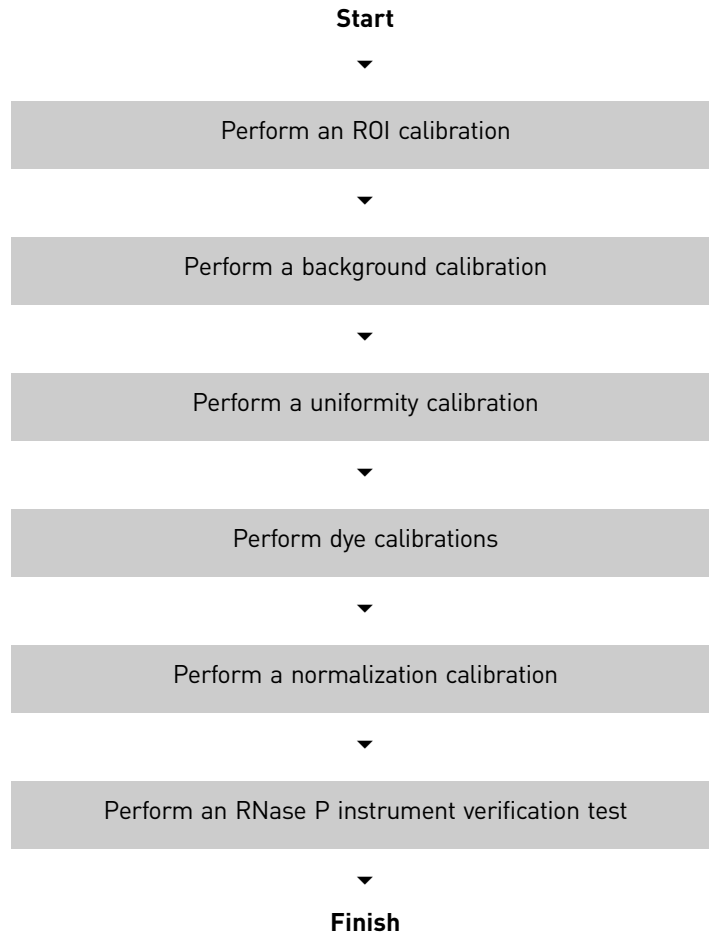 Start
Perform an ROI calibration
Perform a background calibration
Perform a uniformity calibration
Perform dye calibrations
Perform a normalization calibration
Perform an RNase P instrument verification test
Finish